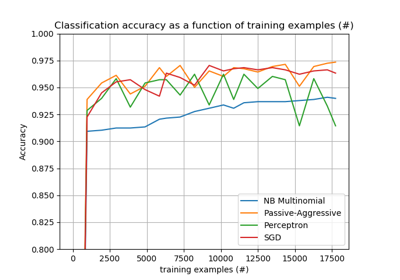 Classification accuracy as a function of training examples (#)
1.000
0.975
0.950
0.925
0.900
0.875
0.850
0.825
0.800
Accuracy
0 2500 5000 7500 10000 12500 15000 17500
training examples (#)
NB Multinomial
Passive-Aggressive
Perceptron
SGD